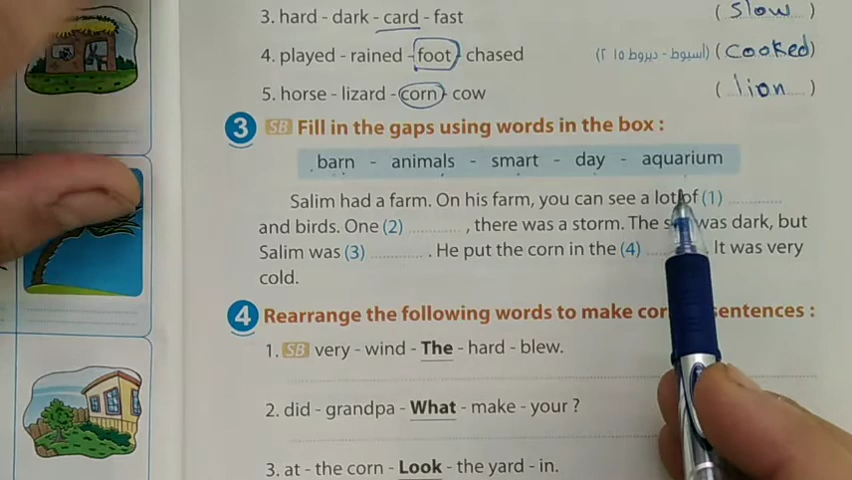 3. hard - dark - card - fast (slow)
4. played - rained - foot - chased (أسيوط - ديروط ٢٠١٥) (cooked)
5. horse - lizard - corn - cow (lion)
3 SB Fill in the gaps using words in the box :
barn - animals - smart - day - aquarium
Salim had a farm. On his farm, you can see a lot of (1) ............
and birds. One (2) ............ , there was a storm. The was dark, but
Salim was (3) ............ . He put the corn in the (4) ...... It was very
cold.
4 Rearrange the following words to make sentences :
1. SB very - wind - The - hard - blew.
2. did - grandpa - What - make - your ?
3. at - the corn - Look - the yard - in.